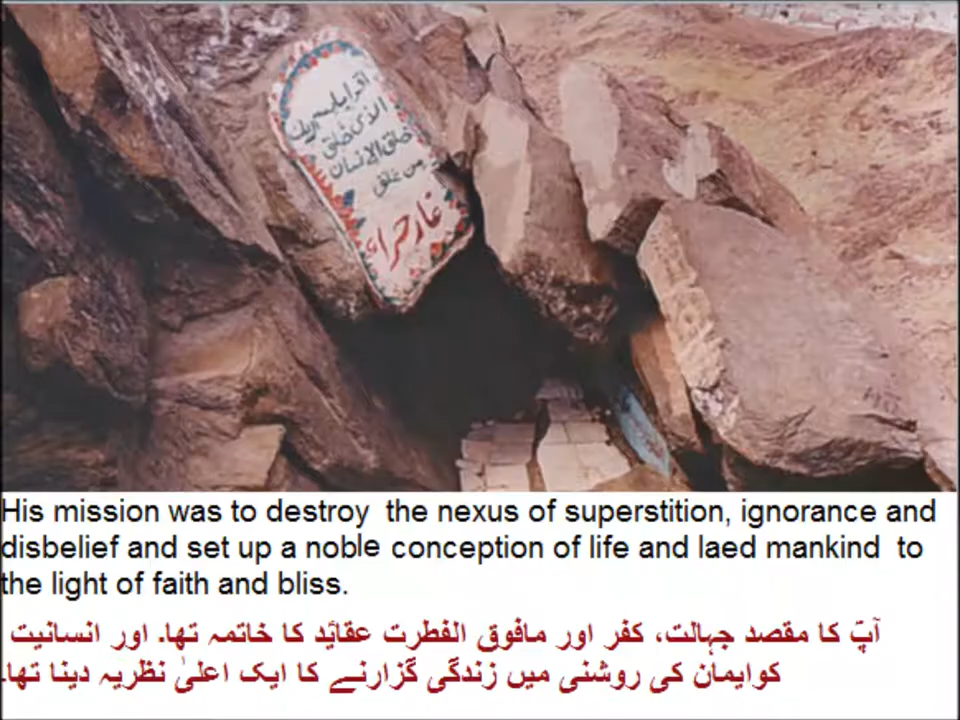 اقرا باسم ربك
الذي خلق
خلق الانسان
من علق
غار حراء
His mission was to destroy the nexus of superstition, ignorance and
disbelief and set up a noble conception of life and laed mankind to
the light of faith and bliss.
آپؐ کا مقصد جہالت، کفر اور مافوق الفطرت عقائد کا خاتمہ تھا۔ اور انسانیت
کوایمان کی روشنی میں زندگی گزارنے کا ایک اعلیٰ نظریہ دینا تھا۔